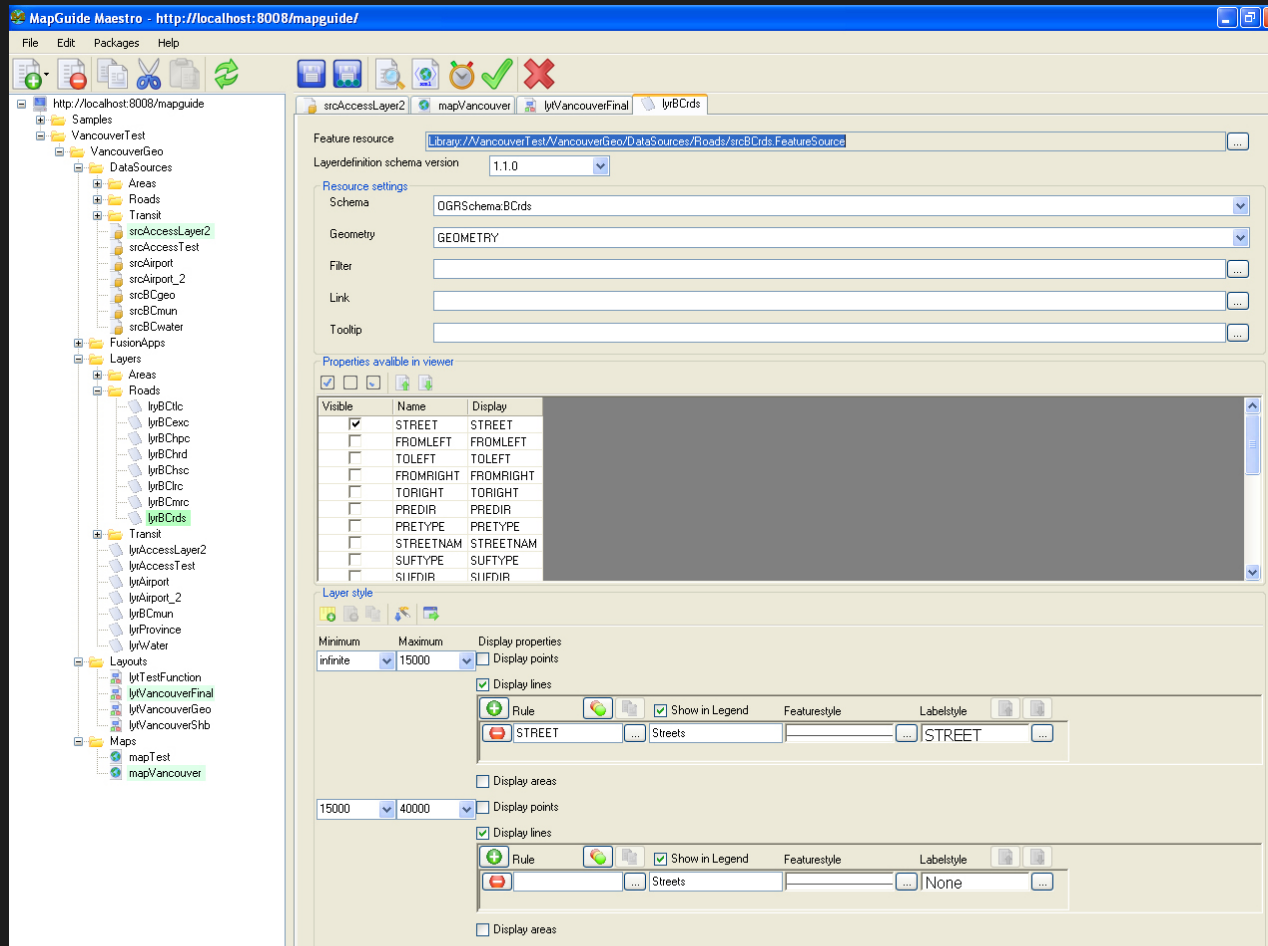 MapGuide Maestro - http://localhost:8008/mapguide/
File Edit Packages Help
http://localhost:8008/mapguide
Samples
VancouverTest
VancouverGeo
DataSources
Areas
Roads
Transit
srcAccessLayer2
srcAccessTest
srcAirport
srcAirport_2
srcBCgeo
srcBCmun
srcBCwater
FusionApps
Layers
Areas
Roads
lryBCtlc
lyrBCexc
lyrBChpc
lyrBChrd
lyrBChsc
lyrBClrc
lyrBCmrc
lyrBCrds
Transit
lyrAccessLayer2
lyrAccessTest
lyrAirport
lyrAirport_2
lyrBCmun
lyrProvince
lyrWater
Layouts
lytTestFunction
lytVancouverFinal
lytVancouverGeo
lytVancouverShb
Maps
mapTest
mapVancouver
srcAccessLayer2 mapVancouver lytVancouverFinal lyrBCrds
Feature resource Library://VancouverTest/VancouverGeo/DataSources/Roads/srcBCrds.FeatureSource ...
Layerdefinition schema version 1.1.0
Resource settings
Schema OGRSchema:BCrds
Geometry GEOMETRY
Filter ...
Link ...
Tooltip ...
Properties avalible in viewer
Visible Name Display
STREET STREET
FROMLEFT FROMLEFT
TOLEFT TOLEFT
FROMRIGHT FROMRIGHT
TORIGHT TORIGHT
PREDIR PREDIR
PRETYPE PRETYPE
STREETNAM STREETNAM
SUFTYPE SUFTYPE
SUFDIR SUFDIR
Layer style
Minimum Maximum Display properties
infinite 15000 Display points
Display lines
Rule Show in Legend Featurestyle Labelstyle
STREET ... Streets ... STREET ...
Display areas
15000 40000 Display points
Display lines
Rule Show in Legend Featurestyle Labelstyle
... Streets ... None ...
Display areas